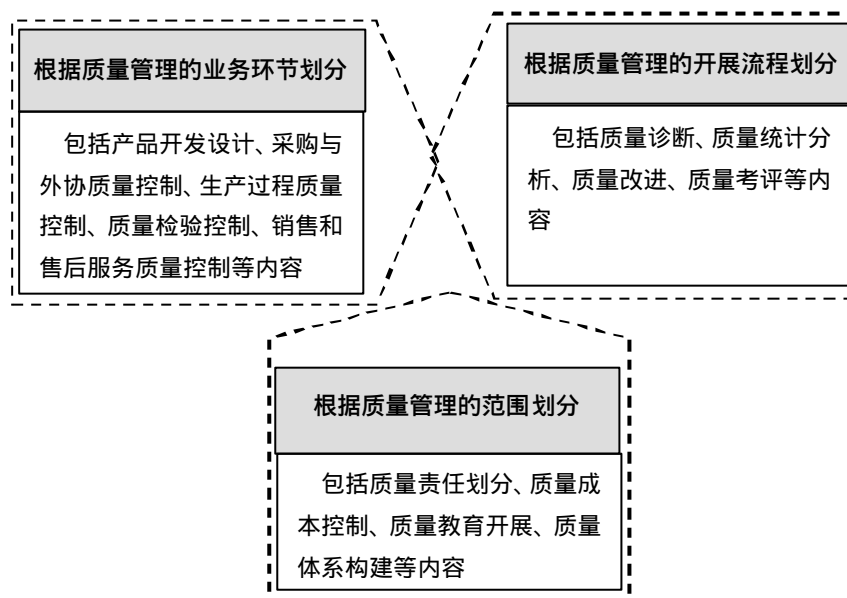 根据质量管理的业务环节划分
包括产品开发设计、采购与
外协质量控制、生产过程质量
控制、质量检验控制、销售和
售后服务质量控制等内容
根据质量管理的开展流程划分
包括质量诊断、质量统计分
析、质量改进、质量考评等内
容
根据质量管理的范围划分
包括质量责任划分、质量成
本控制、质量教育开展、质量
体系构建等内容